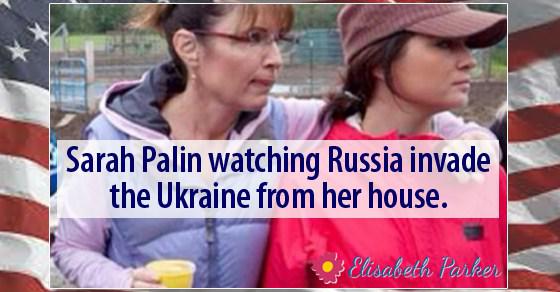 Sarah Palin watching Russia invade
the Ukraine from her house.
Elisabeth Parker